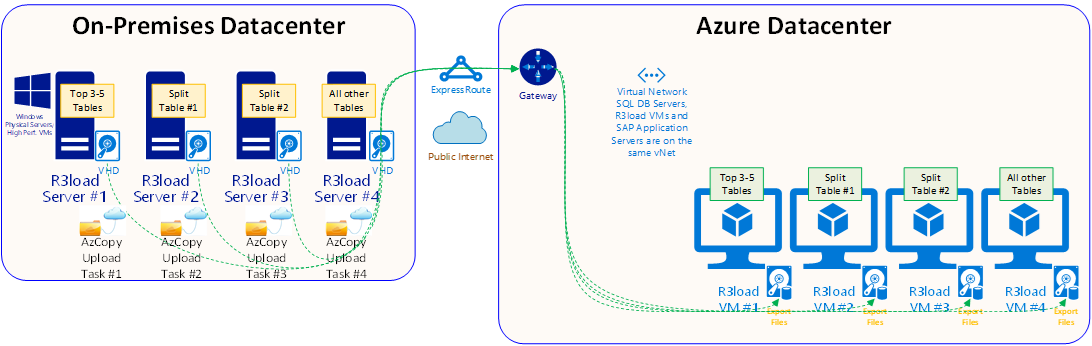 On-Premises Datacenter
Windows
Physical Servers,
High Perf. VMs
Top 3-5
Tables
Split
Table #1
Split
Table #2
All other
Tables
VHD
VHD
VHD
VHD
R3load
Server #1
R3load
Server #2
R3load
Server #3
R3load
Server #4
AzCopy
Upload
Task #1
AzCopy
Upload
Task #2
AzCopy
Upload
Task #3
AzCopy
Upload
Task #4
ExpressRoute
Public Internet
Azure Datacenter
Gateway
Virtual Network
SQL DB Servers,
R3load VMs and
SAP Application
Servers are on the
same vNet
Top 3-5
Tables
Split
Table #1
Split
Table #2
All other
Tables
R3load
VM #1
R3load
VM #2
R3load
VM #3
R3load
VM #4
Export
Files
Export
Files
Export
Files
Export
Files